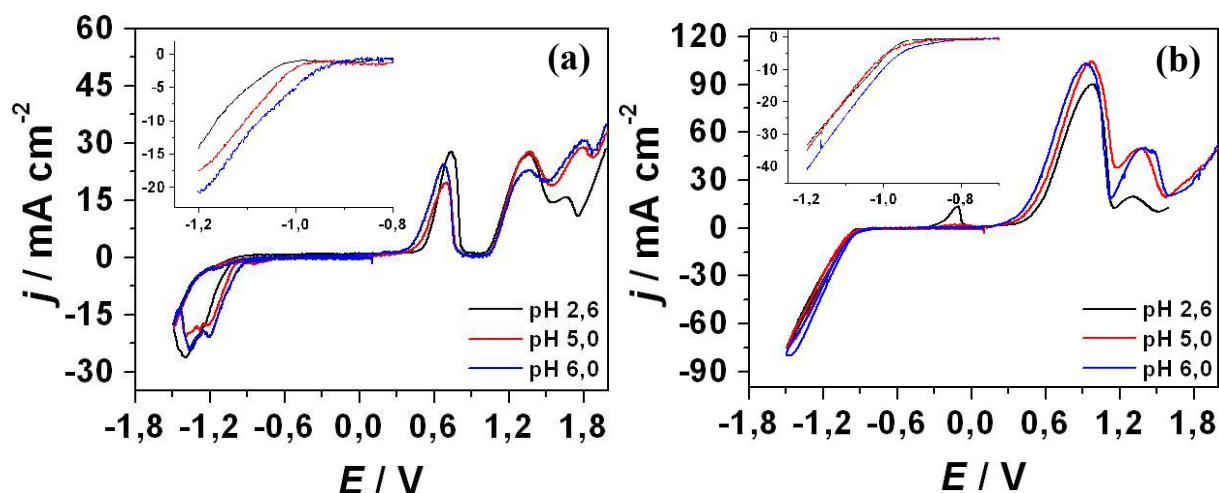 (a)
j / mA cm-2
60
45
30
15
0
-15
-30
0
-5
-10
-15
-20
-1,2 -1,0 -0,8
pH 2,6
pH 5,0
pH 6,0
-1,8 -1,2 -0,6 0,0 0,6 1,2 1,8
E / V
(b)
j / mA cm-2
120
90
60
30
0
-30
-60
-90
0
-10
-20
-30
-40
-1,2 -1,0 -0,8
pH 2,6
pH 5,0
pH 6,0
-1,8 -1,2 -0,6 0,0 0,6 1,2 1,8
E / V